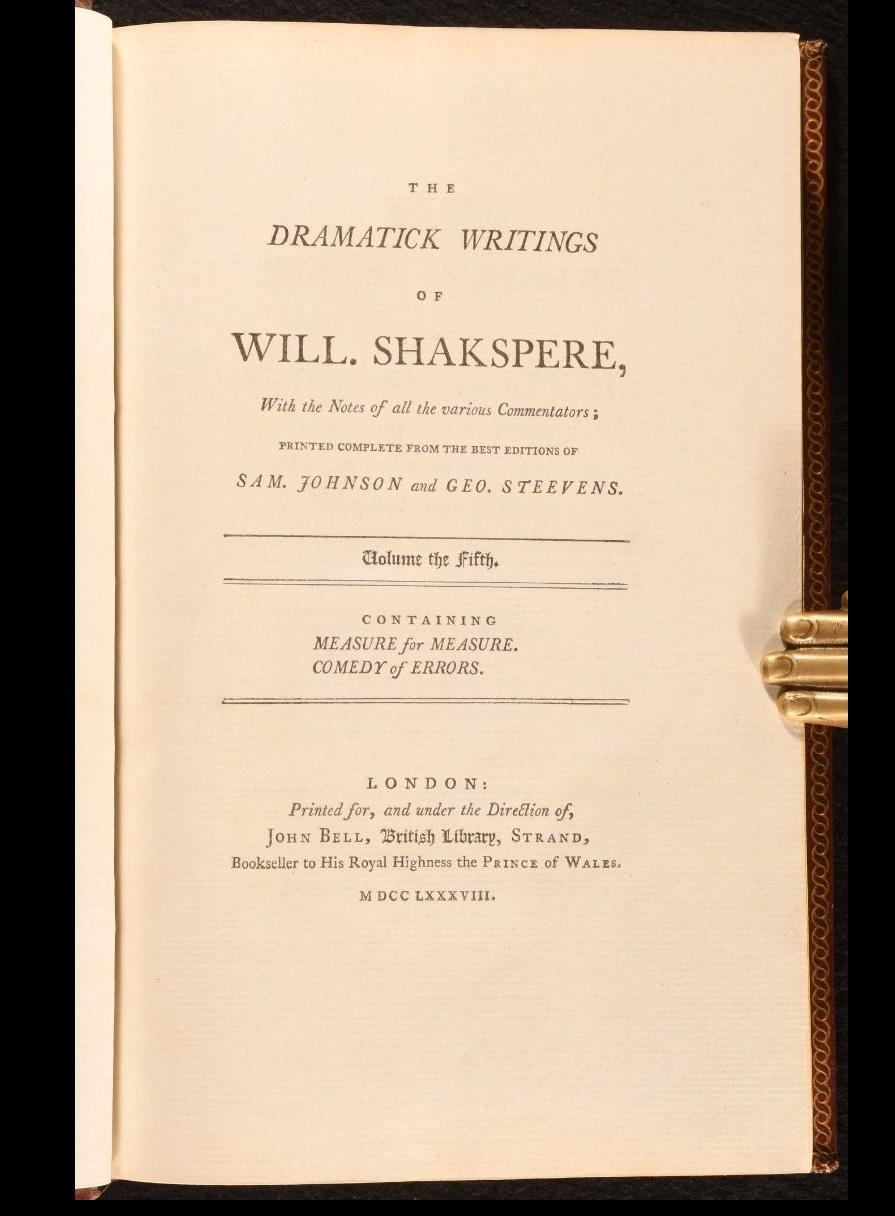 THE
DRAMATICK WRITINGS
OF
WILL. SHAKSPERE,
With the Notes of all the various Commentators;
PRINTED COMPLETE FROM THE BEST EDITIONS OF
SAM. JOHNSON and GEO. STEEVENS.
Volume the Fifth.
CONTAINING
MEASURE for MEASURE.
COMEDY of ERRORS.
LONDON:
Printed for, and under the Direction of,
JOHN BELL, British Library, STRAND,
Bookseller to His Royal Highness the PRINCE of WALES.
M DCC LXXXVIII.